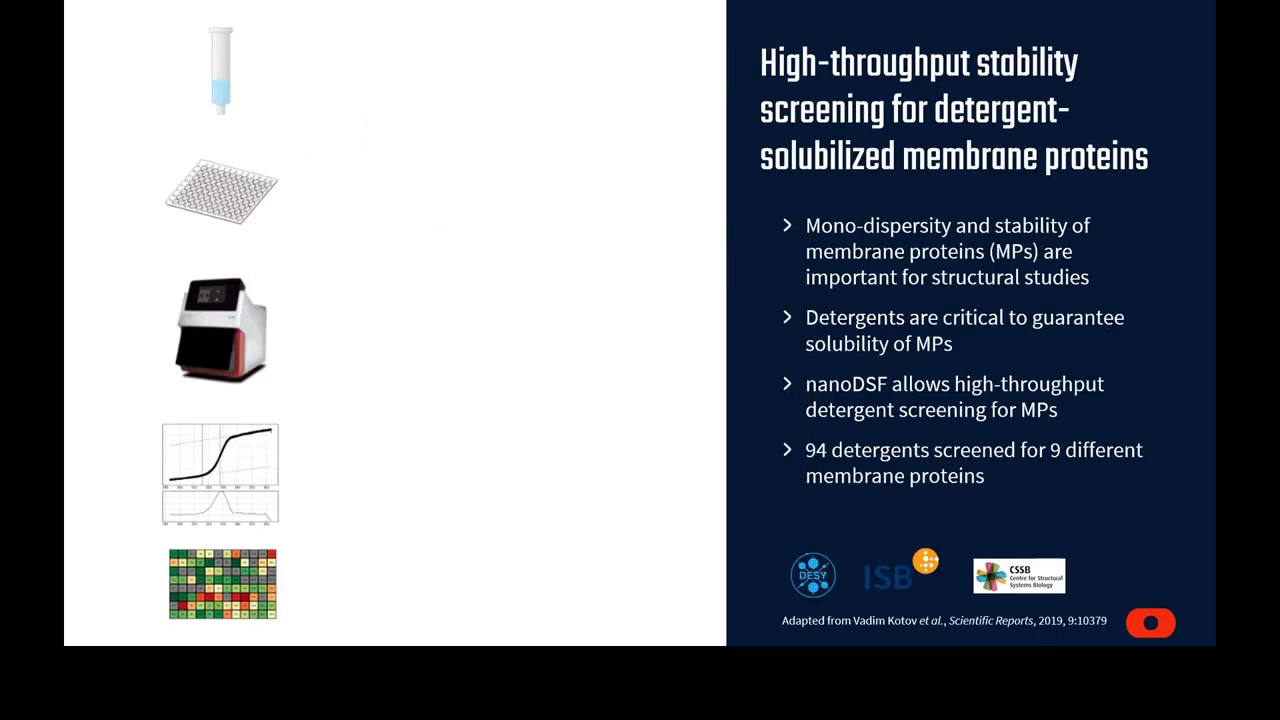 High-throughput stability
screening for detergent-
solubilized membrane proteins
Mono-dispersity and stability of
membrane proteins (MPs) are
important for structural studies
Detergents are critical to guarantee
solubility of MPs
nanoDSF allows high-throughput
detergent screening for MPs
94 detergents screened for 9 different
membrane proteins
DESY
ISB
CSSB
Centre for Structural
Systems Biology
Adapted from Vadim Kotov et al., Scientific Reports, 2019, 9:10379